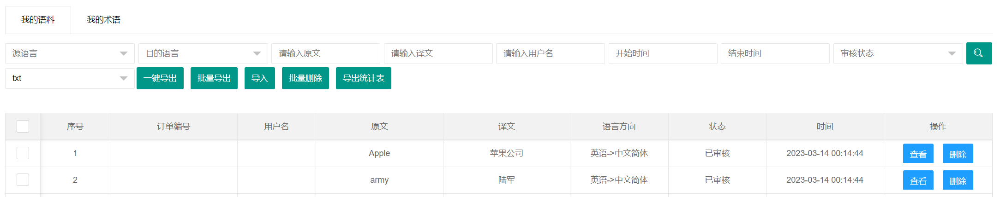 我的语料 我的术语
源语言 目的语言 请输入原文 请输入译文 请输入用户名 开始时间 结束时间 审核状态
txt 一键导出 批量导出 导入 批量删除 导出统计表
序号 订单编号 用户名 原文 译文 语言方向 状态 时间 操作
1 Apple 苹果公司 英语->中文简体 已审核 2023-03-14 00:14:44 查看 删除
2 army 陆军 英语->中文简体 已审核 2023-03-14 00:14:44 查看 删除